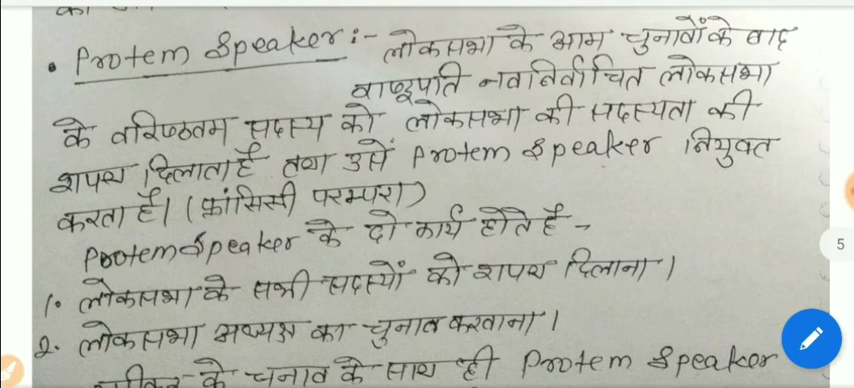 • Protem Speaker :- लोकसभा के आम चुनावों के बाद
राष्ट्रपति नवनिर्वाचित लोकसभा
के वरिष्ठतम सदस्य को लोकसभा की सदस्यता की
शपथ दिलाता है तथा उसे Protem Speaker नियुक्त
करता है। (फ्रांसिसी परम्परा)
Protem Speaker के दो कार्य होते है -
1. लोकसभा के सभी सदस्यों को शपथ दिलाना।
2. लोकसभा अध्यक्ष का चुनाव करवाना।
के चुनाव के साथ ही Protem Speaker
5